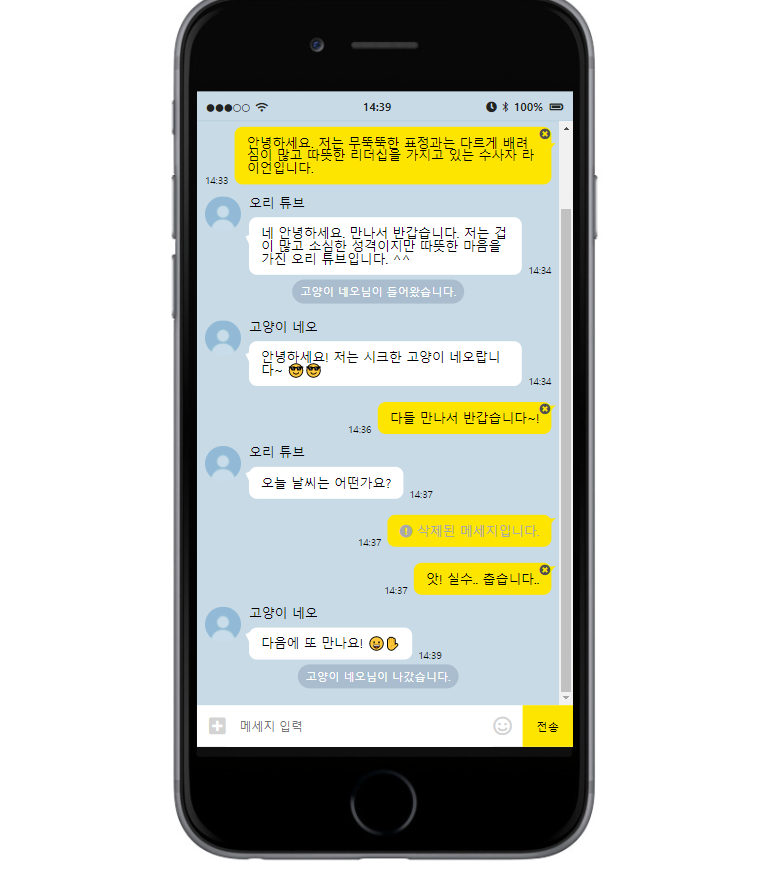 14:39
100%
안녕하세요. 저는 무뚝뚝한 표정과는 다르게 배려
심이 많고 따뜻한 리더십을 가지고 있는 수사자 라
이언입니다.
14:33
오리 튜브
네 안녕하세요. 만나서 반갑습니다. 저는 겁
이 많고 소심한 성격이지만 따뜻한 마음을
가진 오리 튜브입니다. ^^
14:34
고양이 네오님이 들어왔습니다.
고양이 네오
안녕하세요! 저는 시크한 고양이 네오랍니
다~ 😎😎
14:34
다들 만나서 반갑습니다~!
14:36
오리 튜브
오늘 날씨는 어떤가요?
14:37
삭제된 메세지입니다.
14:37
앗! 실수.. 춥습니다..
14:37
고양이 네오
다음에 또 만나요! 😀✋
14:39
고양이 네오님이 나갔습니다.
메세지 입력
전송